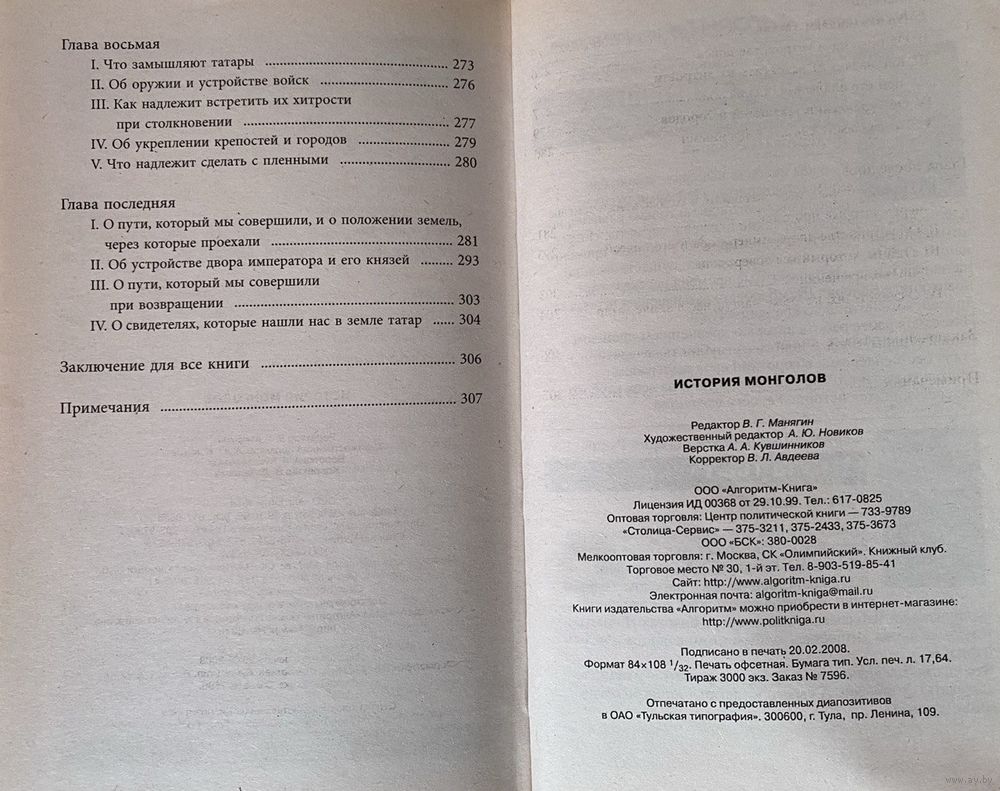 Глава восьмая
I. Что замышляют татары ........ 273
II. Об оружии и устройстве войск ........ 276
III. Как надлежит встретить их хитрости
при столкновении ........ 277
IV. Об укреплении крепостей и городов ........ 279
V. Что надлежит сделать с пленными ........ 280
Глава последняя
I. О пути, который мы совершили, и о положении земель,
через которые проехали ........ 281
II. Об устройстве двора императора и его князей ........ 293
III. О пути, который мы совершили
при возвращении ........ 303
IV. О свидетелях, которые нашли нас в земле татар ...... 304
Заключение для все книги ........ 306
Примечания ........ 307
ИСТОРИЯ МОНГОЛОВ
Редактор В. Г. Манягин
Художественный редактор А. Ю. Новиков
Верстка А. А. Кувшинников
Корректор В. Л. Авдеева
ООО «Алгоритм-Книга»
Лицензия ИД 00368 от 29.10.99. Тел.: 617-0825
Оптовая торговля: Центр политической книги — 733-9789
«Столица-Сервис» — 375-3211, 375-2433, 375-3673
ООО «БСК»: 380-0028
Мелкооптовая торговля: г. Москва, СК «Олимпийский». Книжный клуб.
Торговое место № 30, 1-й эт. Тел. 8-903-519-85-41
Сайт: http://www.algoritm-kniga.ru
Электронная почта: algoritm-kniga@mail.ru
Книги издательства «Алгоритм» можно приобрести в интернет-магазине:
http://www.politkniga.ru
Подписано в печать 20.02.2008.
Формат 84×108 1/32. Печать офсетная. Бумага тип. Усл. печ. л. 17,64.
Тираж 3000 экз. Заказ № 7596.
Отпечатано с предоставленных диапозитивов
в ОАО «Тульская типография». 300600, г. Тула, пр. Ленина, 109.
www.ay.by